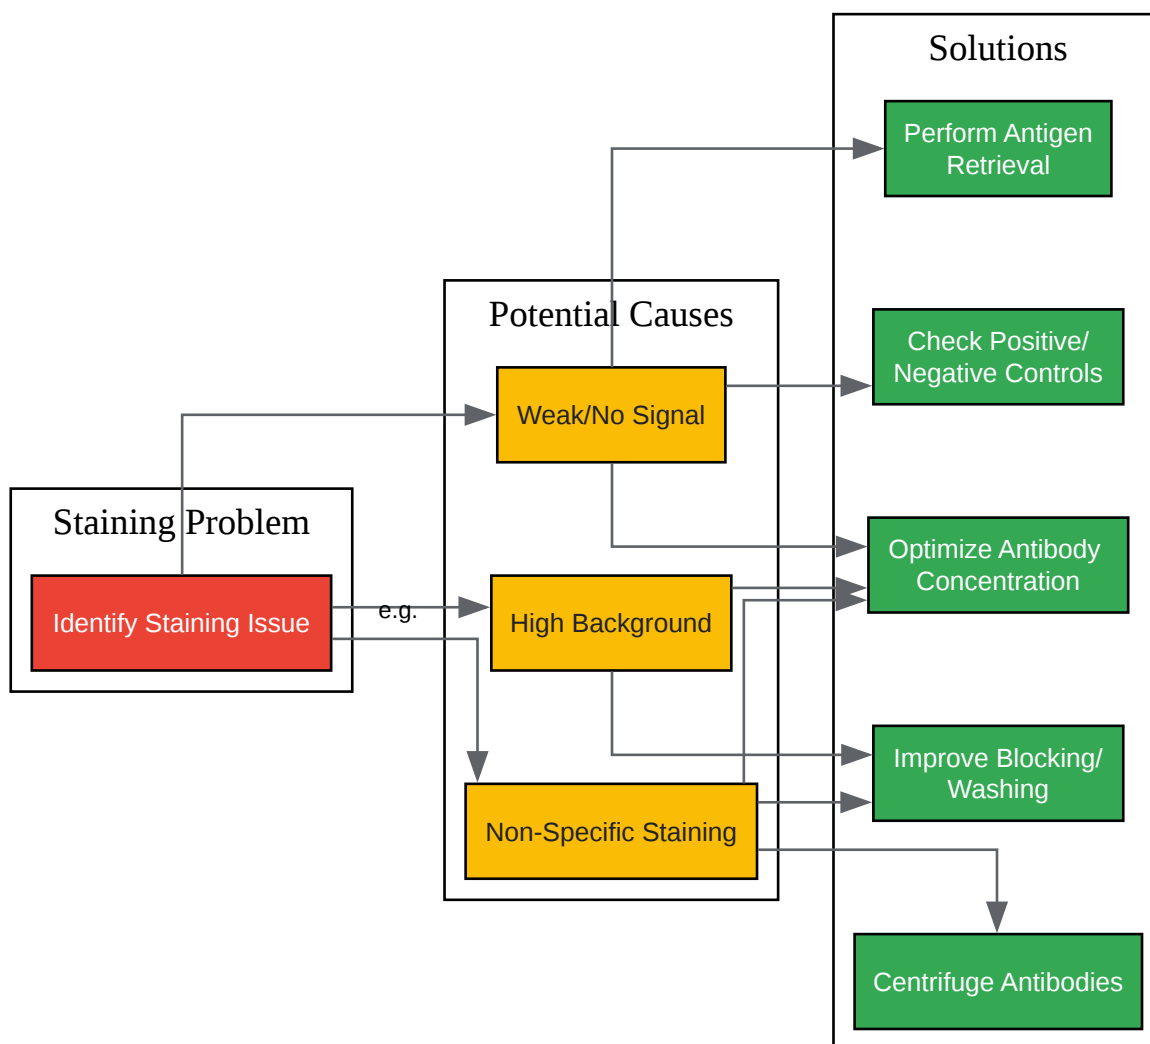 Staining Problem
Identify Staining Issue
e.g.
Potential Causes
Weak/No Signal
High Background
Non-Specific Staining
Solutions
Perform Antigen
Retrieval
Check Positive/
Negative Controls
Optimize Antibody
Concentration
Improve Blocking/
Washing
Centrifuge Antibodies